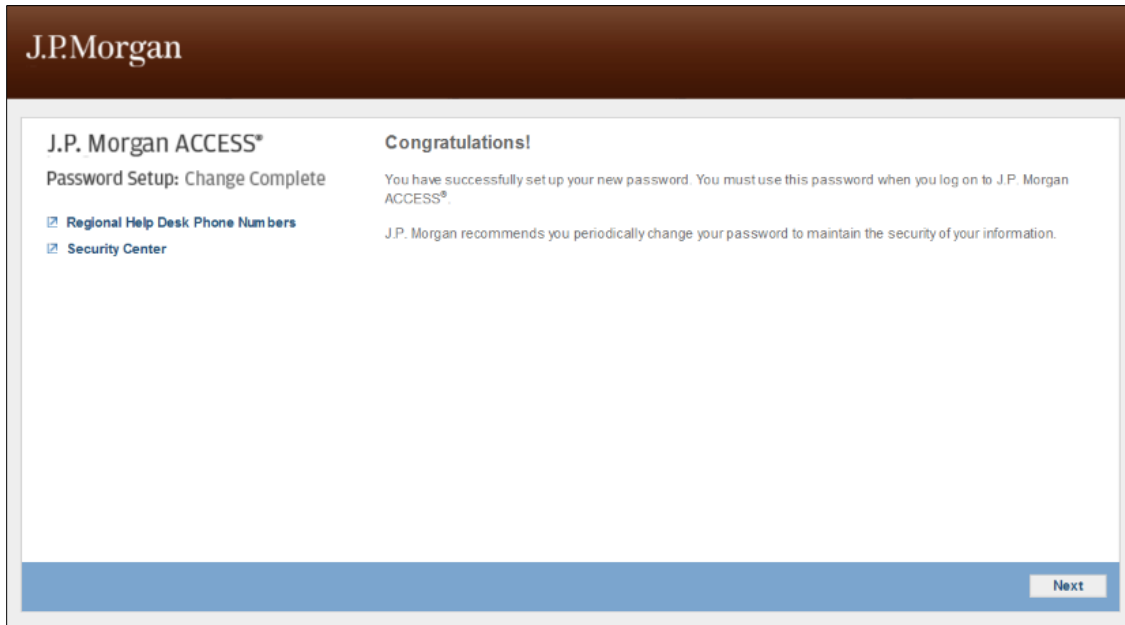 J.P.Morgan
J.P. Morgan ACCESS®
Password Setup: Change Complete
Regional Help Desk Phone Numbers
Security Center
Congratulations!
You have successfully set up your new password. You must use this password when you log on to J.P. Morgan
ACCESS®.
J.P. Morgan recommends you periodically change your password to maintain the security of your information.
Next